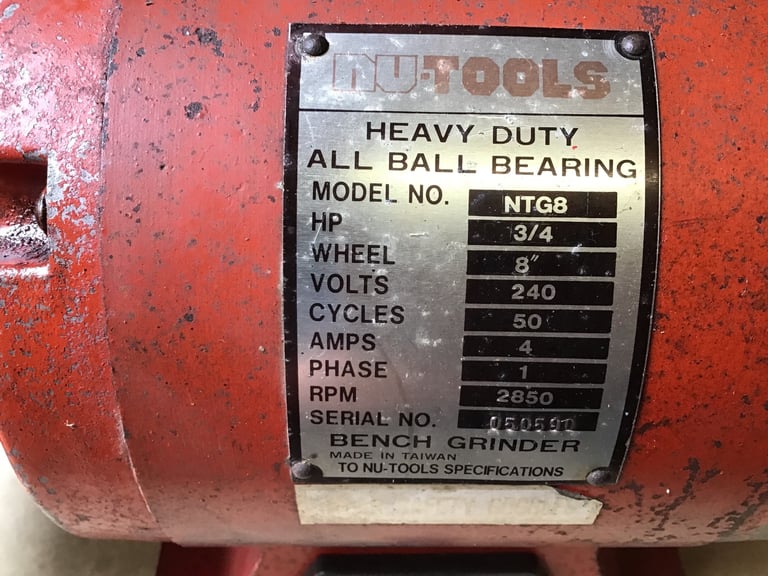 NU-TOOLS
HEAVY DUTY
ALL BALL BEARING
MODEL NO. NTG8
HP 3/4
WHEEL 8"
VOLTS 240
CYCLES 50
AMPS 4
PHASE 1
RPM 2850
SERIAL NO. 050590
BENCH GRINDER
MADE IN TAIWAN
TO NU-TOOLS SPECIFICATIONS